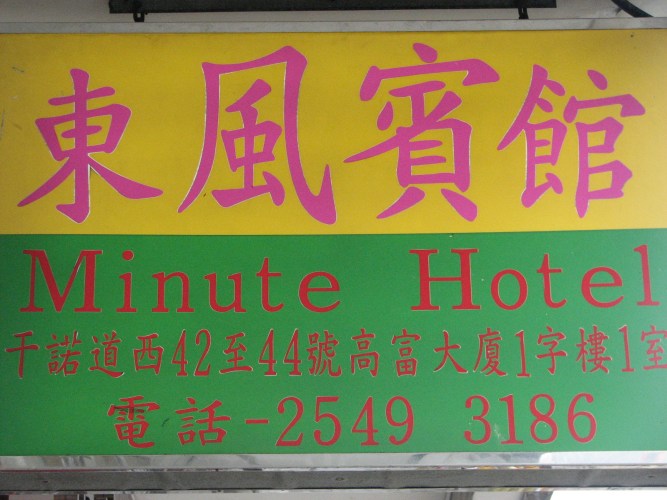 東風賓館
Minute Hotel
干諾道西42至44號高富大廈1字樓1室
電話-2549 3186